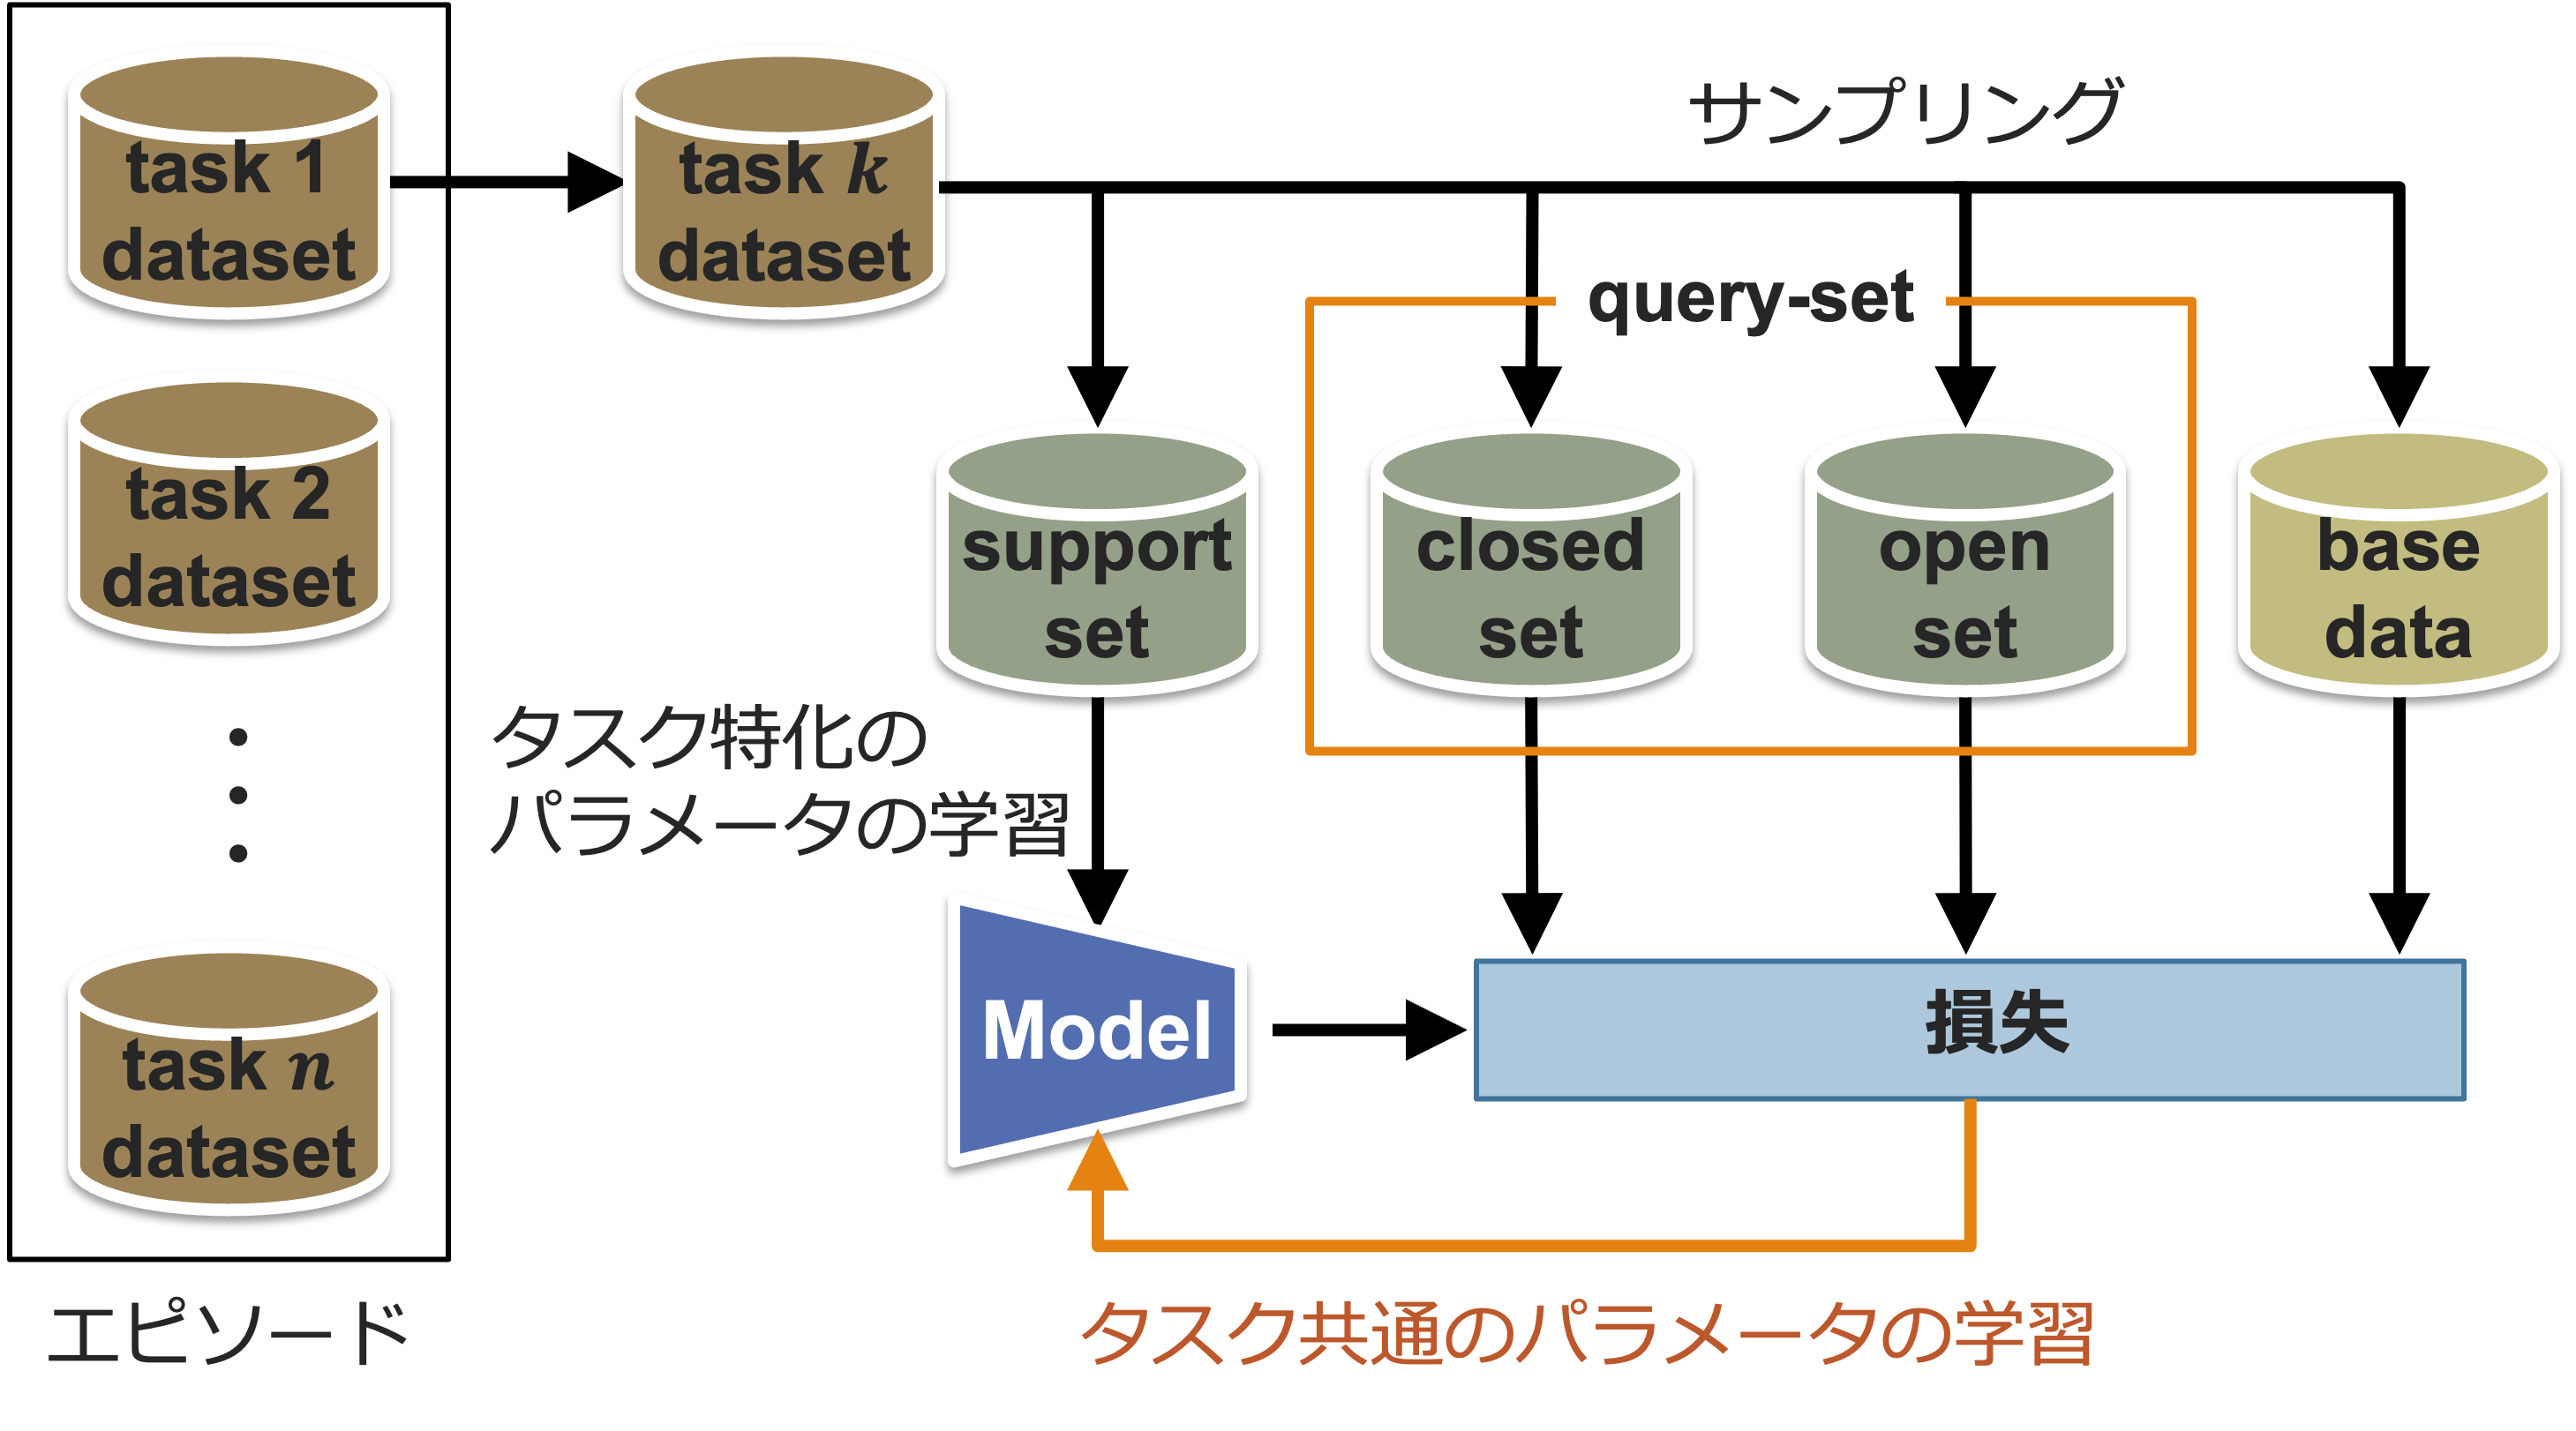 task 1
dataset
task 2
dataset
task n
dataset
エピソード
task k
dataset
サンプリング
query-set
support
set
closed
set
open
set
base
data
タスク特化の
パラメータの学習
Model
損失
タスク共通のパラメータの学習